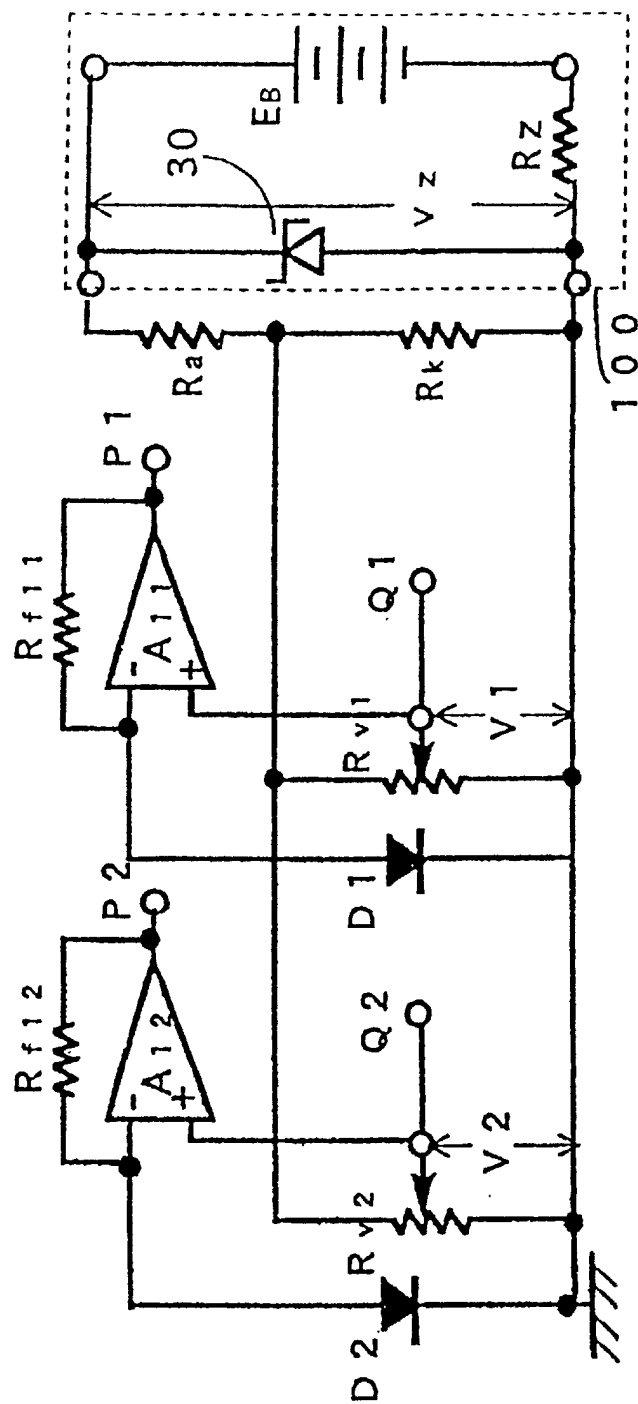 Rf12
Rf11
P2
P1
A12
-
+
A11
-
+
30
EB
Vz
Rz
Ra
Rk
Q2
Q1
Rv2
Rv1
V2
V1
D2
D1
100